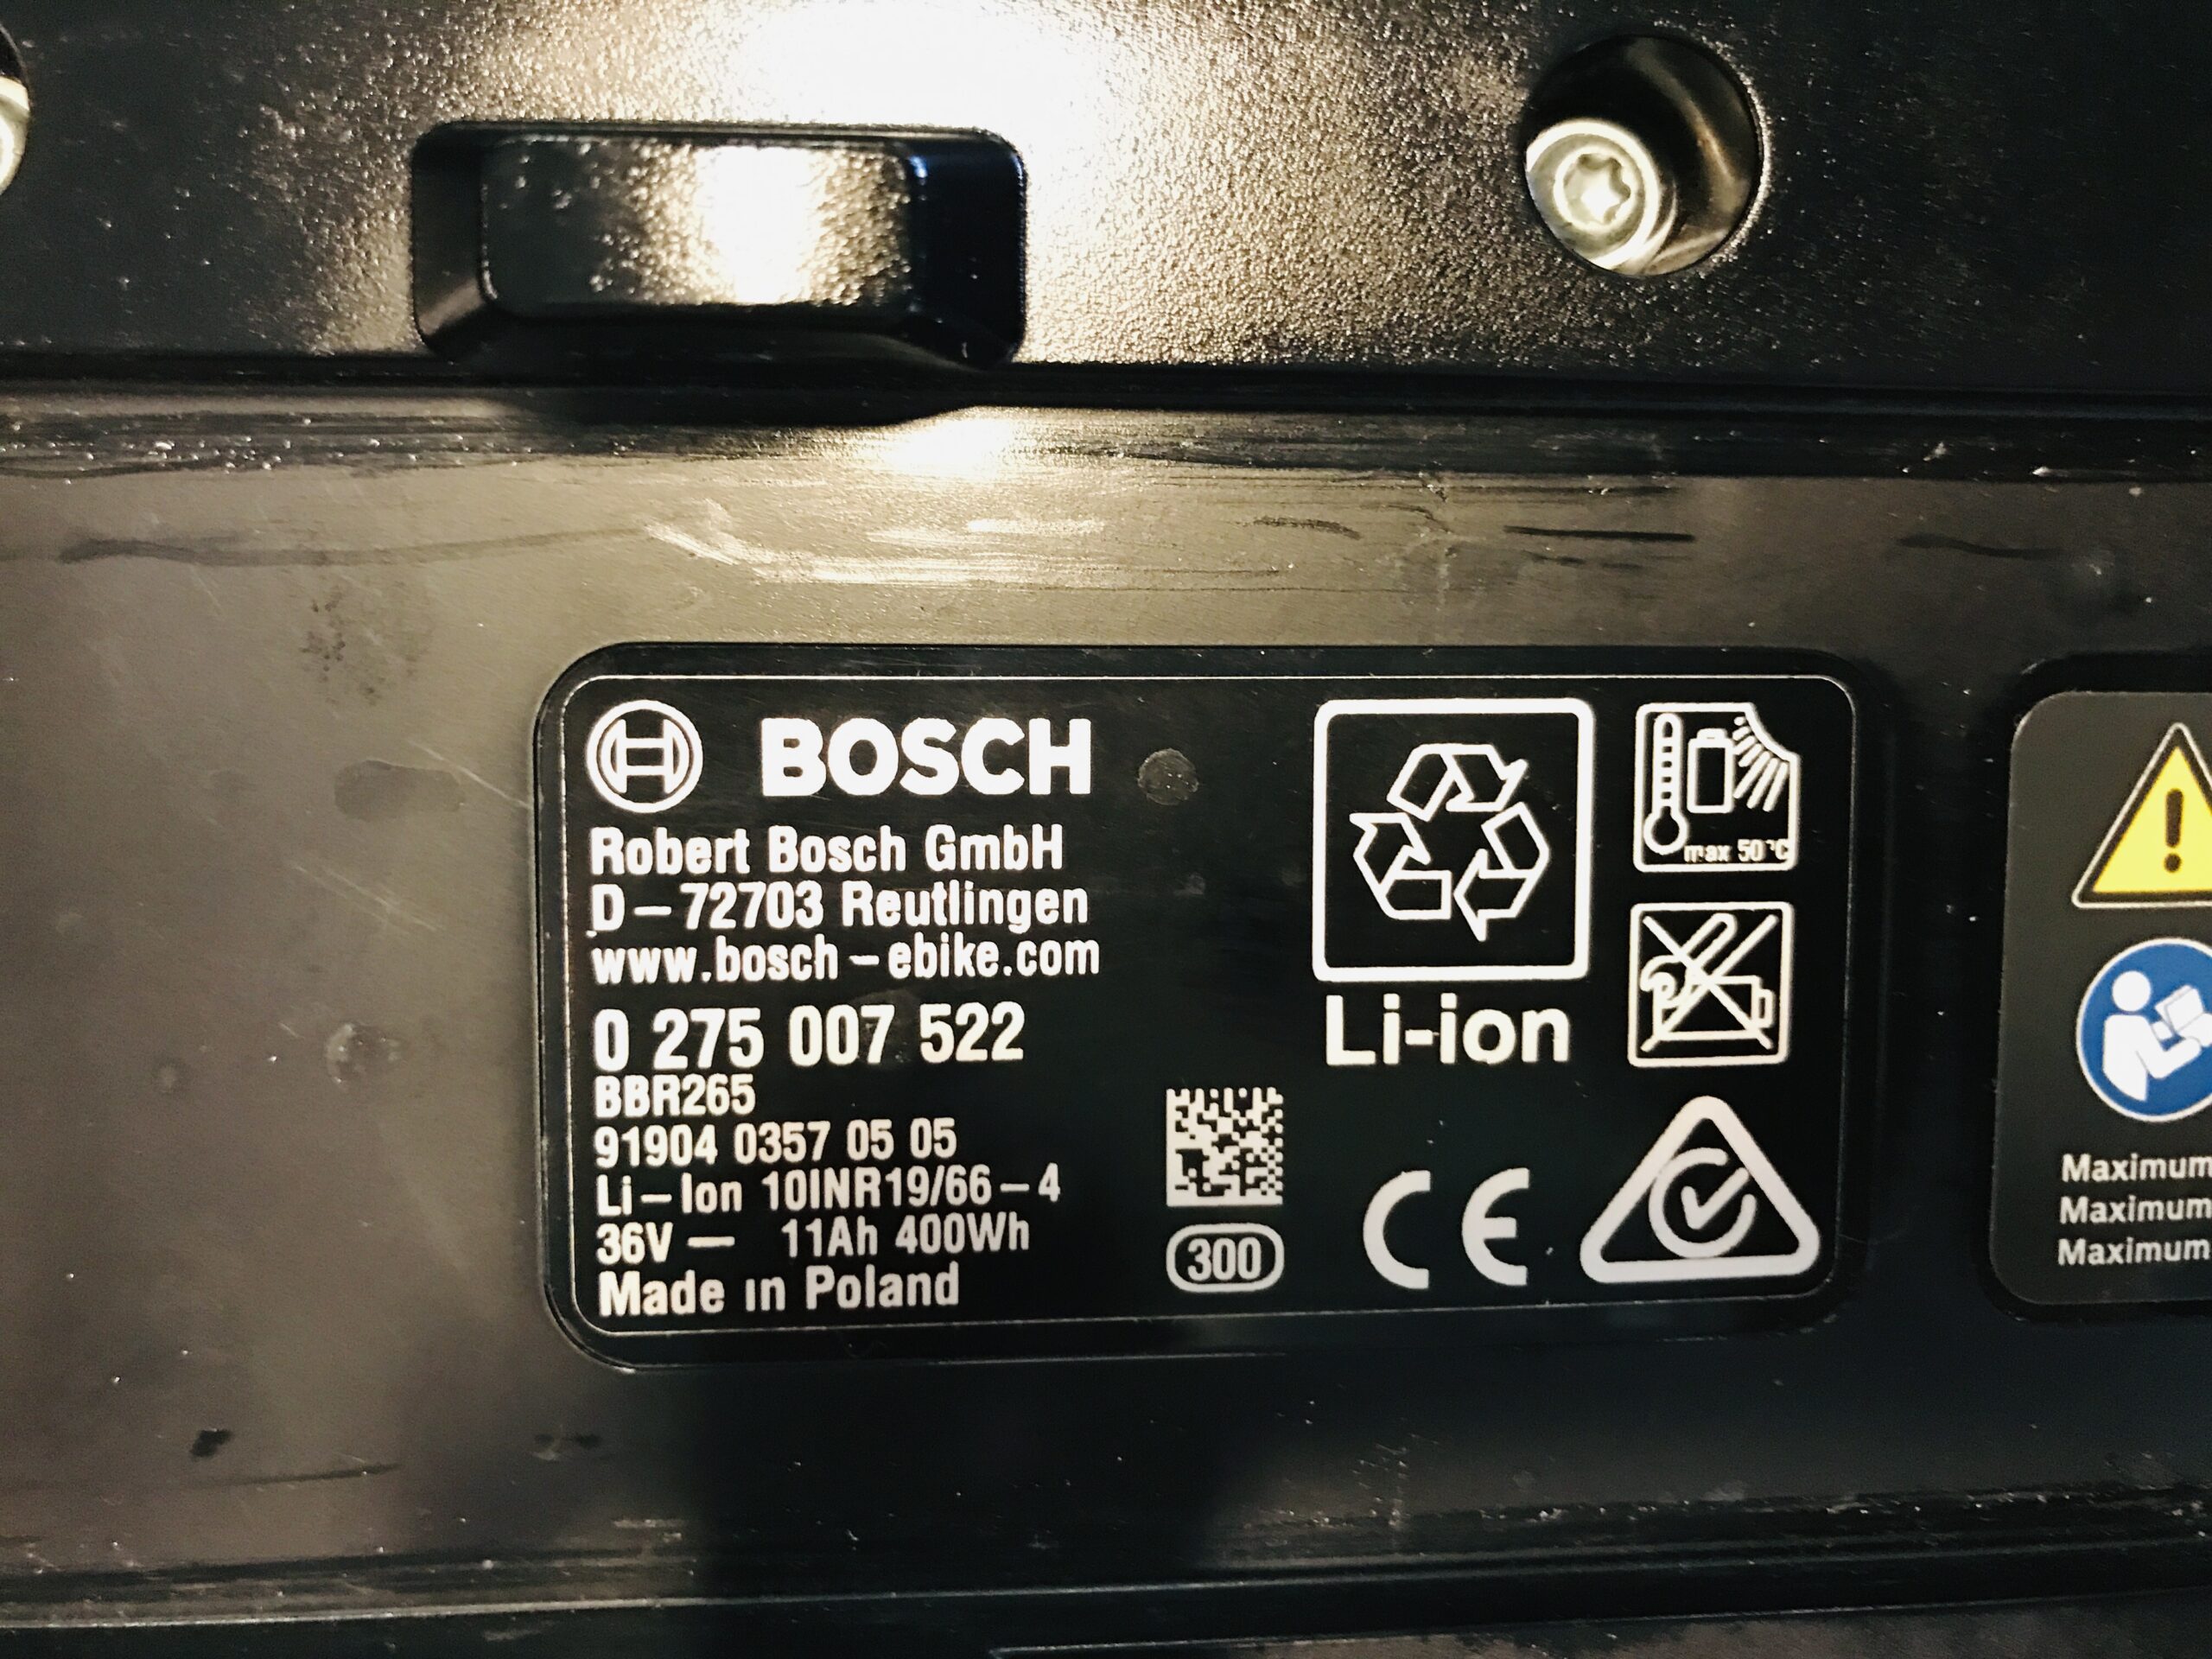 BOSCH
Robert Bosch GmbH
D-72703 Reutlingen
www.bosch-ebike.com
0 275 007 522
BBR265
91904 0357 05 05
Li-Ion 10INR19/66-4
36V — 11Ah 400Wh
Made in Poland
300
Li-ion
CE
max 50°C
Maximum
Maximum
Maximum